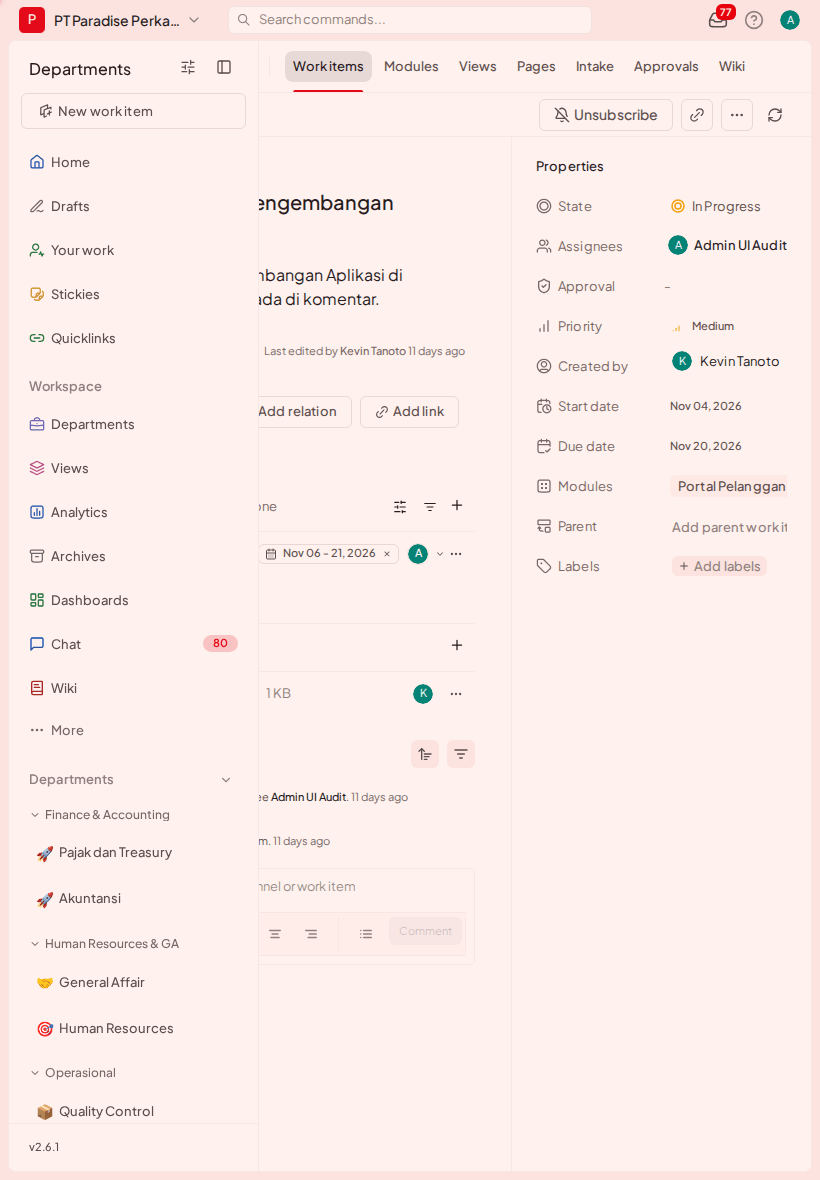 P PT Paradise Perka... Search commands... 77 A
Departments
New work item
Home
Drafts
Your work
Stickies
Quicklinks
Workspace
Departments
Views
Analytics
Archives
Dashboards
Chat 80
Wiki
More
Departments
Finance & Accounting
Pajak dan Treasury
Akuntansi
Human Resources & GA
General Affair
Human Resources
Operasional
Quality Control
v2.6.1
Work items Modules Views Pages Intake Approvals Wiki
Unsubscribe
engembangan
mbangan Aplikasi di
ada di komentar.
Last edited by Kevin Tanoto 11 days ago
Add relation Add link
one
Nov 06 - 21, 2026 × A
1 KB K
ee Admin UI Audit. 11 days ago
m. 11 days ago
nnel or work item
Comment
Properties
State In Progress
Assignees A Admin UI Audit
Approval –
Priority Medium
Created by K Kevin Tanoto
Start date Nov 04, 2026
Due date Nov 20, 2026
Modules Portal Pelanggan
Parent Add parent work it
Labels + Add labels